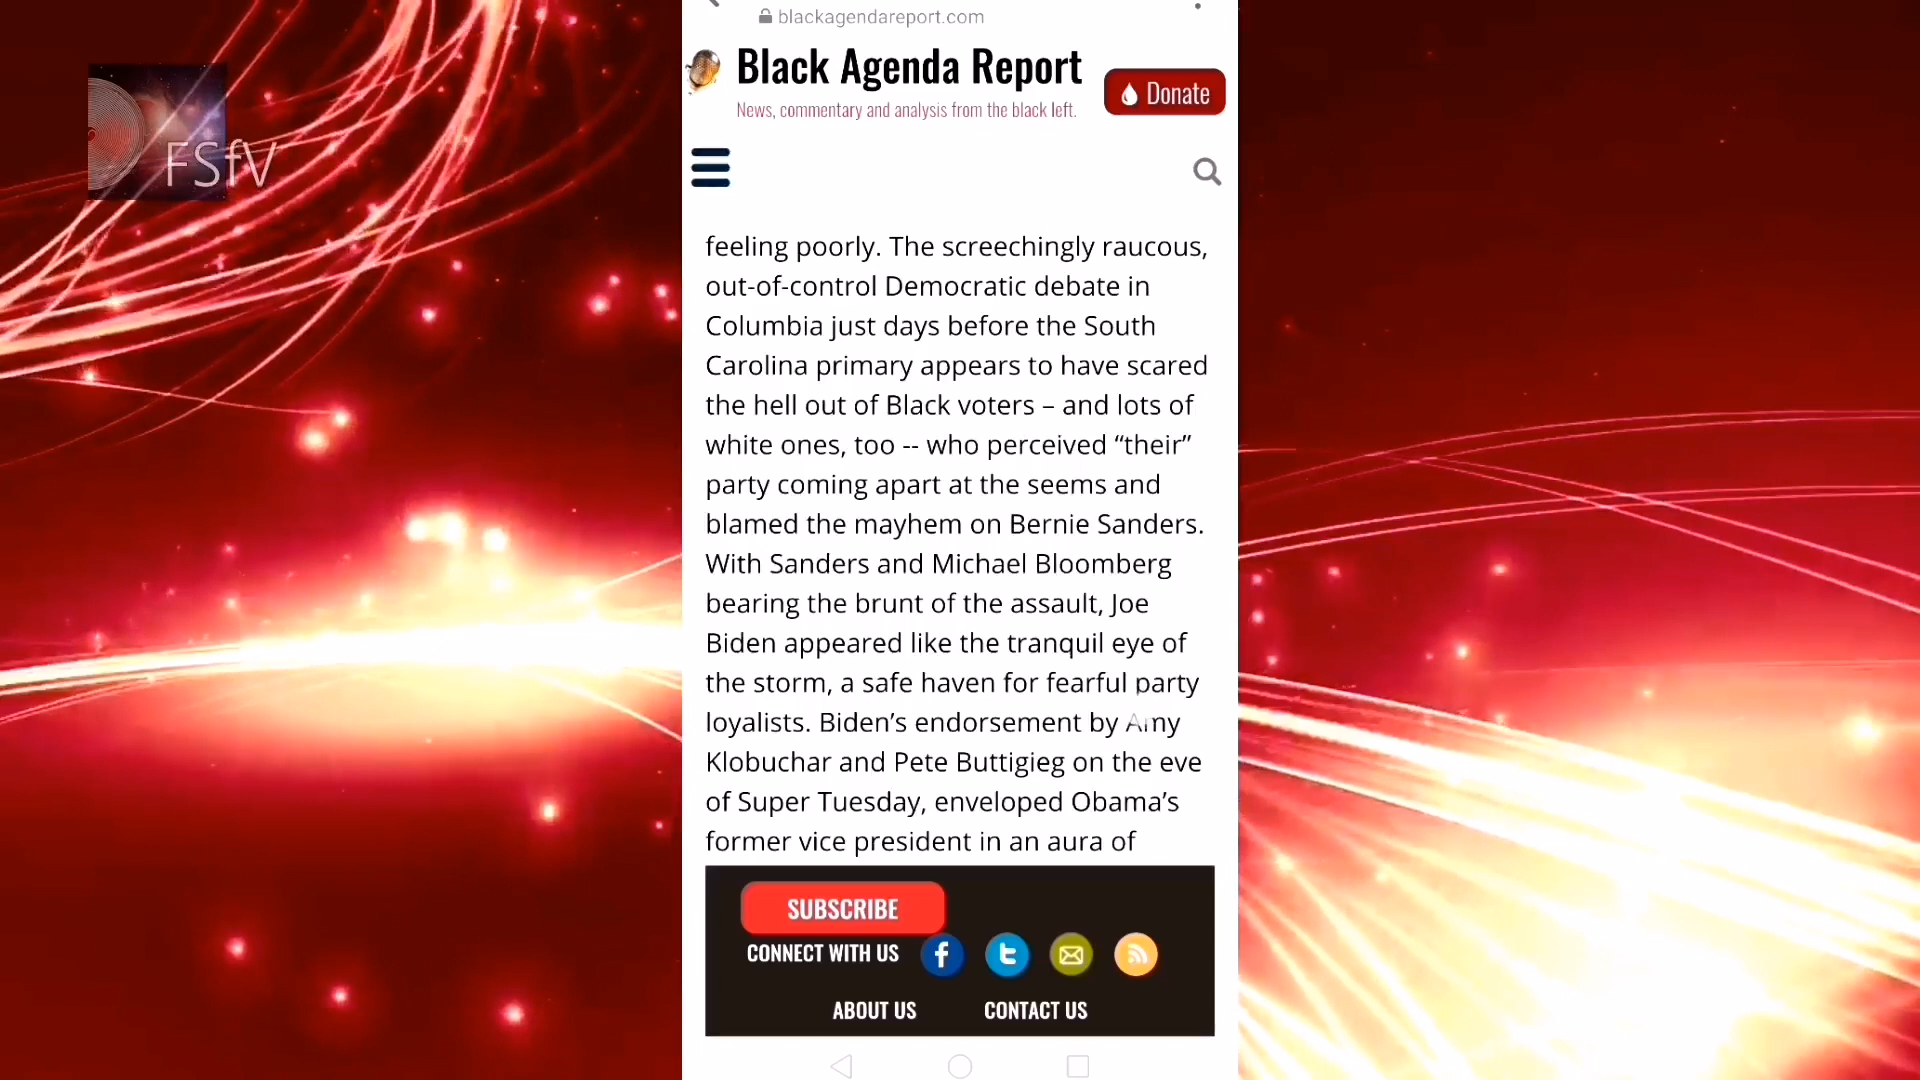 blackagendareport.com
Black Agenda Report
News, commentary and analysis from the black left.
Donate
FSfV
feeling poorly. The screechingly raucous,
out-of-control Democratic debate in
Columbia just days before the South
Carolina primary appears to have scared
the hell out of Black voters – and lots of
white ones, too -- who perceived “their”
party coming apart at the seems and
blamed the mayhem on Bernie Sanders.
With Sanders and Michael Bloomberg
bearing the brunt of the assault, Joe
Biden appeared like the tranquil eye of
the storm, a safe haven for fearful party
loyalists. Biden’s endorsement by Amy
Klobuchar and Pete Buttigieg on the eve
of Super Tuesday, enveloped Obama’s
former vice president in an aura of
SUBSCRIBE
CONNECT WITH US
ABOUT US CONTACT US